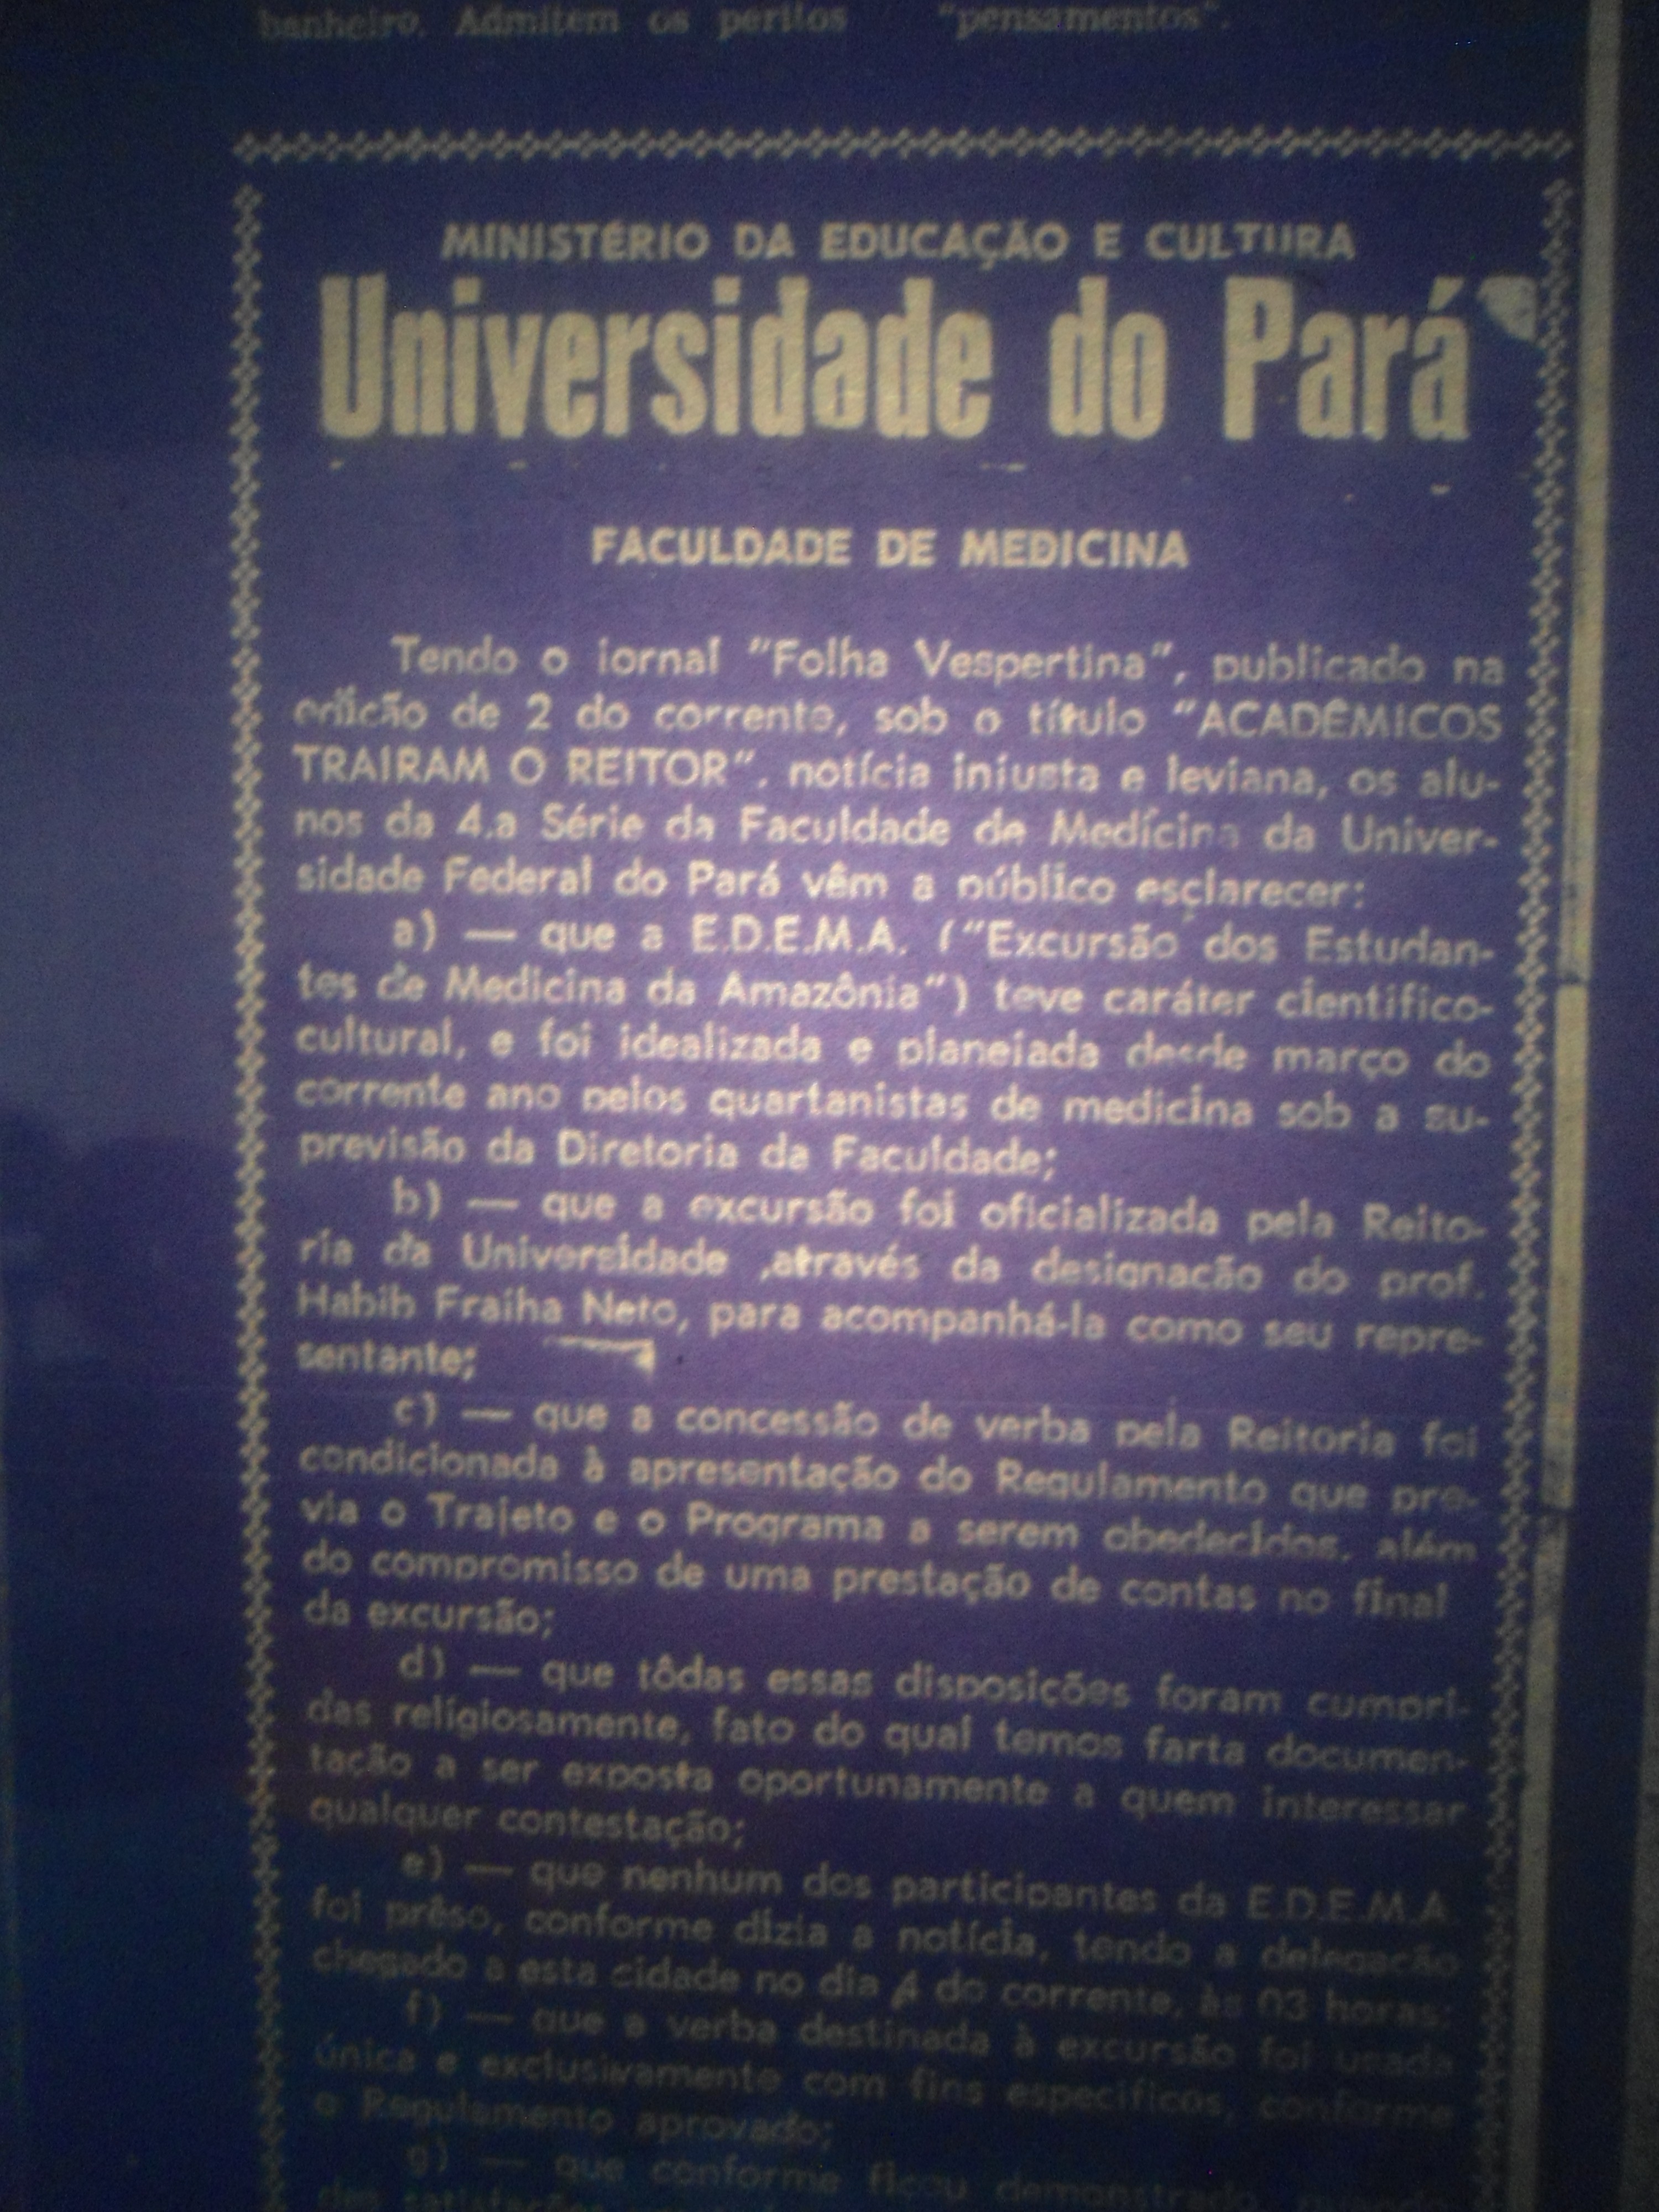 banheiro. Admitem os peritos
"pensamentos".
MINISTÉRIO DA EDUCAÇÃO E CULTURA
Universidade do Pará
FACULDADE DE MEDICINA
Tendo o jornal "Folha Vespertina", publicado na
edição de 2 do corrente, sob o título "ACADÊMICOS
TRAIRAM O REITOR", notícia injusta e leviana, os alu-
nos da 4.a Série da Faculdade de Medicina da Univer-
sidade Federal do Pará vêm a público esclarecer:
a) — que a E.D.E.M.A. ("Excursão dos Estudan-
tes de Medicina da Amazônia") teve caráter cientifico-
cultural, e foi idealizada e planejada desde março do
corrente ano pelos quartanistas de medicina sob a su-
previsão da Diretoria da Faculdade;
b) — que a excursão foi oficializada pela Reito-
ria da Universidade ,através da designação do prof.
Habib Fraiha Neto, para acompanhá-la como seu repre-
sentante;
c) — que a concessão de verba pela Reitoria foi
condicionada à apresentação do Regulamento que pre-
via o Trajeto e o Programa a serem obedecidos, além
do compromisso de uma prestação de contas no final
da excursão;
d) — que tôdas essas disposições foram cumpri-
das religiosamente, fato do qual temos farta documen-
tação a ser exposta oportunamente a quem interessar
qualquer contestação;
e) — que nenhum dos participantes da E.D.E.M.A.
foi prêso, conforme dizia a notícia, tendo a delegação
chegado a esta cidade no dia 4 do corrente, às 03 horas;
f) — que a verba destinada à excursão foi usada
única e exclusivamente com fins especificos, conforme
o Regulamento aprovado;
g) — que conforme ficou demonstrado,
das satisfações